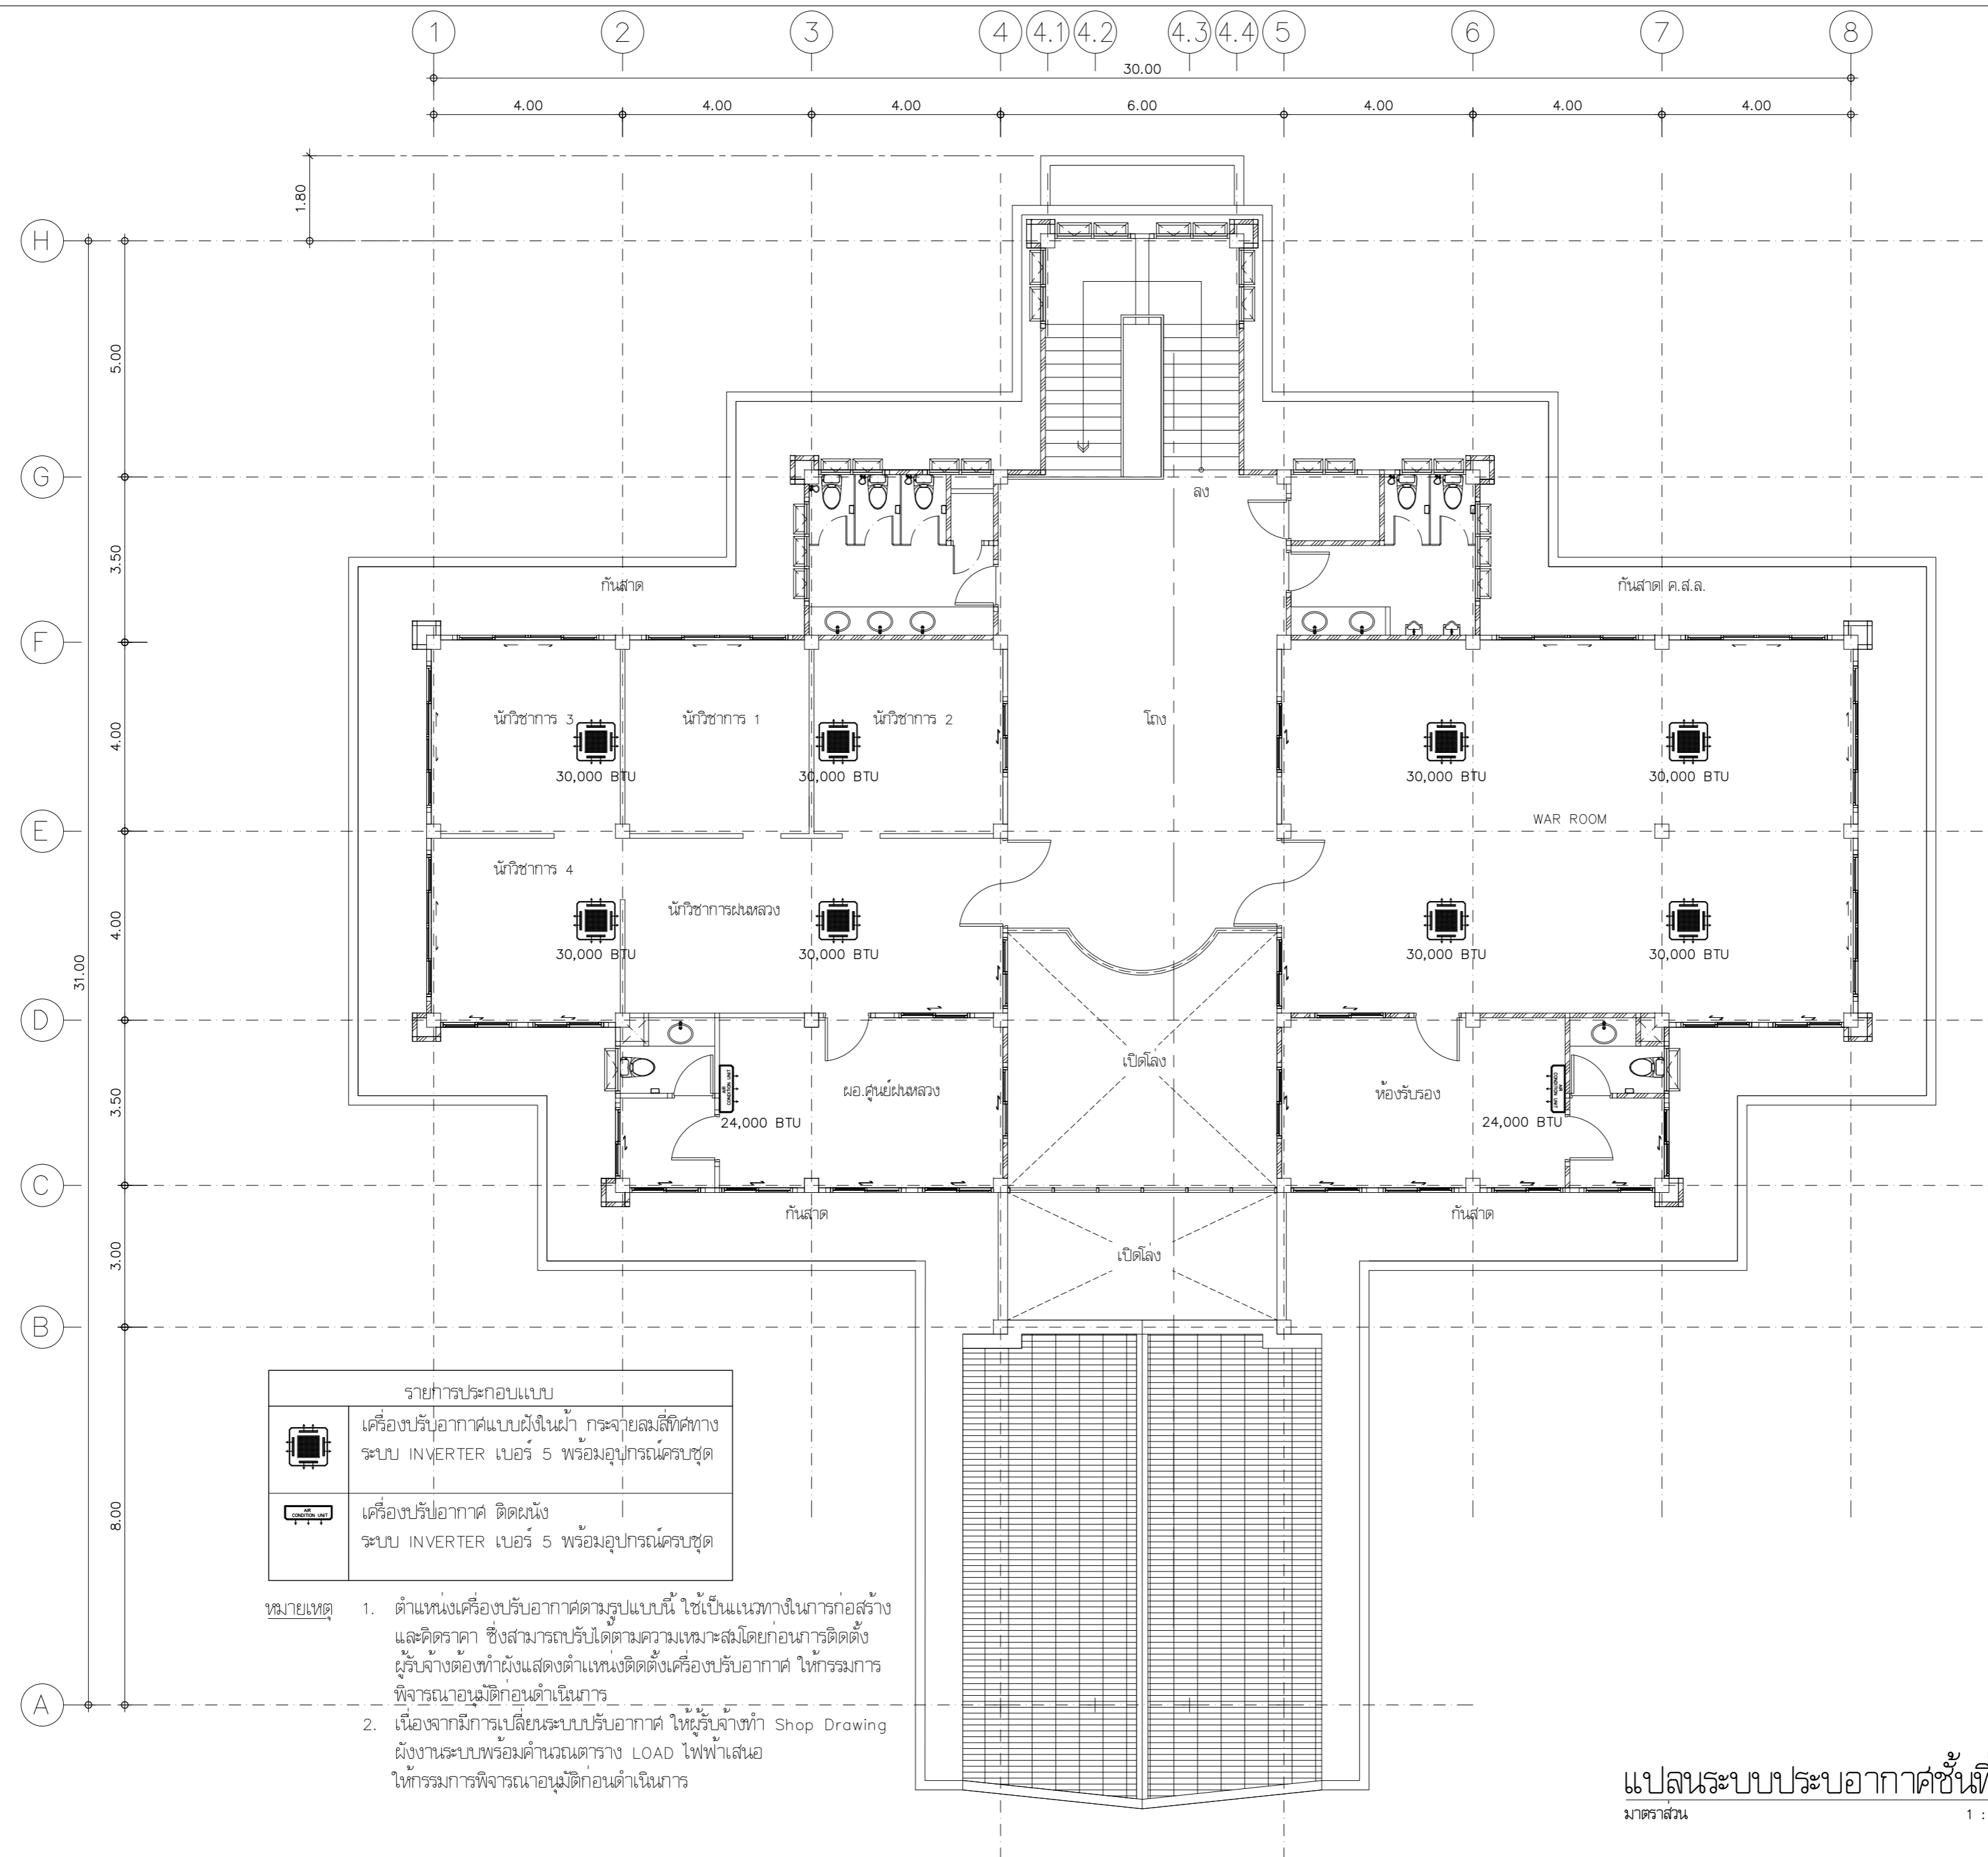 1 2 3 4 4.1 4.2 4.3 4.4 5 6 7 8
30.00
4.00 4.00 4.00 6.00 4.00 4.00 4.00
1.80
H
5.00
G
ลง
3.50
กันสาด กันสาด ค.ส.ล.
F
นักวิชาการ 3 นักวิชาการ 1 นักวิชาการ 2 โถง
4.00
30,000 BTU 30,000 BTU 30,000 BTU 30,000 BTU
WAR ROOM
E
นักวิชาการ 4
นักวิชาการฝนหลวง
4.00
30,000 BTU 30,000 BTU 30,000 BTU 30,000 BTU
31.00
D
เปิดโล่ง
AIR CONDITION UNIT
AIR CONDITION UNIT
ผอ.ศูนย์ฝนหลวง ห้องรับรอง
3.50
24,000 BTU 24,000 BTU
C
กันสาด กันสาด
3.00
เปิดโล่ง
B
รายการประกอบแบบ
เครื่องปรับอากาศแบบฝังในฝ้า กระจายลมสี่ทิศทาง
ระบบ INVERTER เบอร์ 5 พร้อมอุปกรณ์ครบชุด
AIR CONDITION UNIT
เครื่องปรับอากาศ ติดผนัง
ระบบ INVERTER เบอร์ 5 พร้อมอุปกรณ์ครบชุด
8.00
หมายเหตุ 1. ตำแหน่งเครื่องปรับอากาศตามรูปแบบนี้ ใช้เป็นแนวทางในการก่อสร้าง
และคิดราคา ซึ่งสามารถปรับได้ตามความเหมาะสมโดยก่อนการติดตั้ง
ผู้รับจ้างต้องทำผังแสดงตำแหน่งติดตั้งเครื่องปรับอากาศ ให้กรรมการ
พิจารณาอนุมัติก่อนดำเนินการ
A
2. เนื่องจากมีการเปลี่ยนระบบปรับอากาศ ให้ผู้รับจ้างทำ Shop Drawing
ผังงานระบบพร้อมคำนวณตาราง LOAD ไฟฟ้าเสนอ
ให้กรรมการพิจารณาอนุมัติก่อนดำเนินการ
แปลนระบบประบอากาศชั้น
มาตราส่วน 1 :